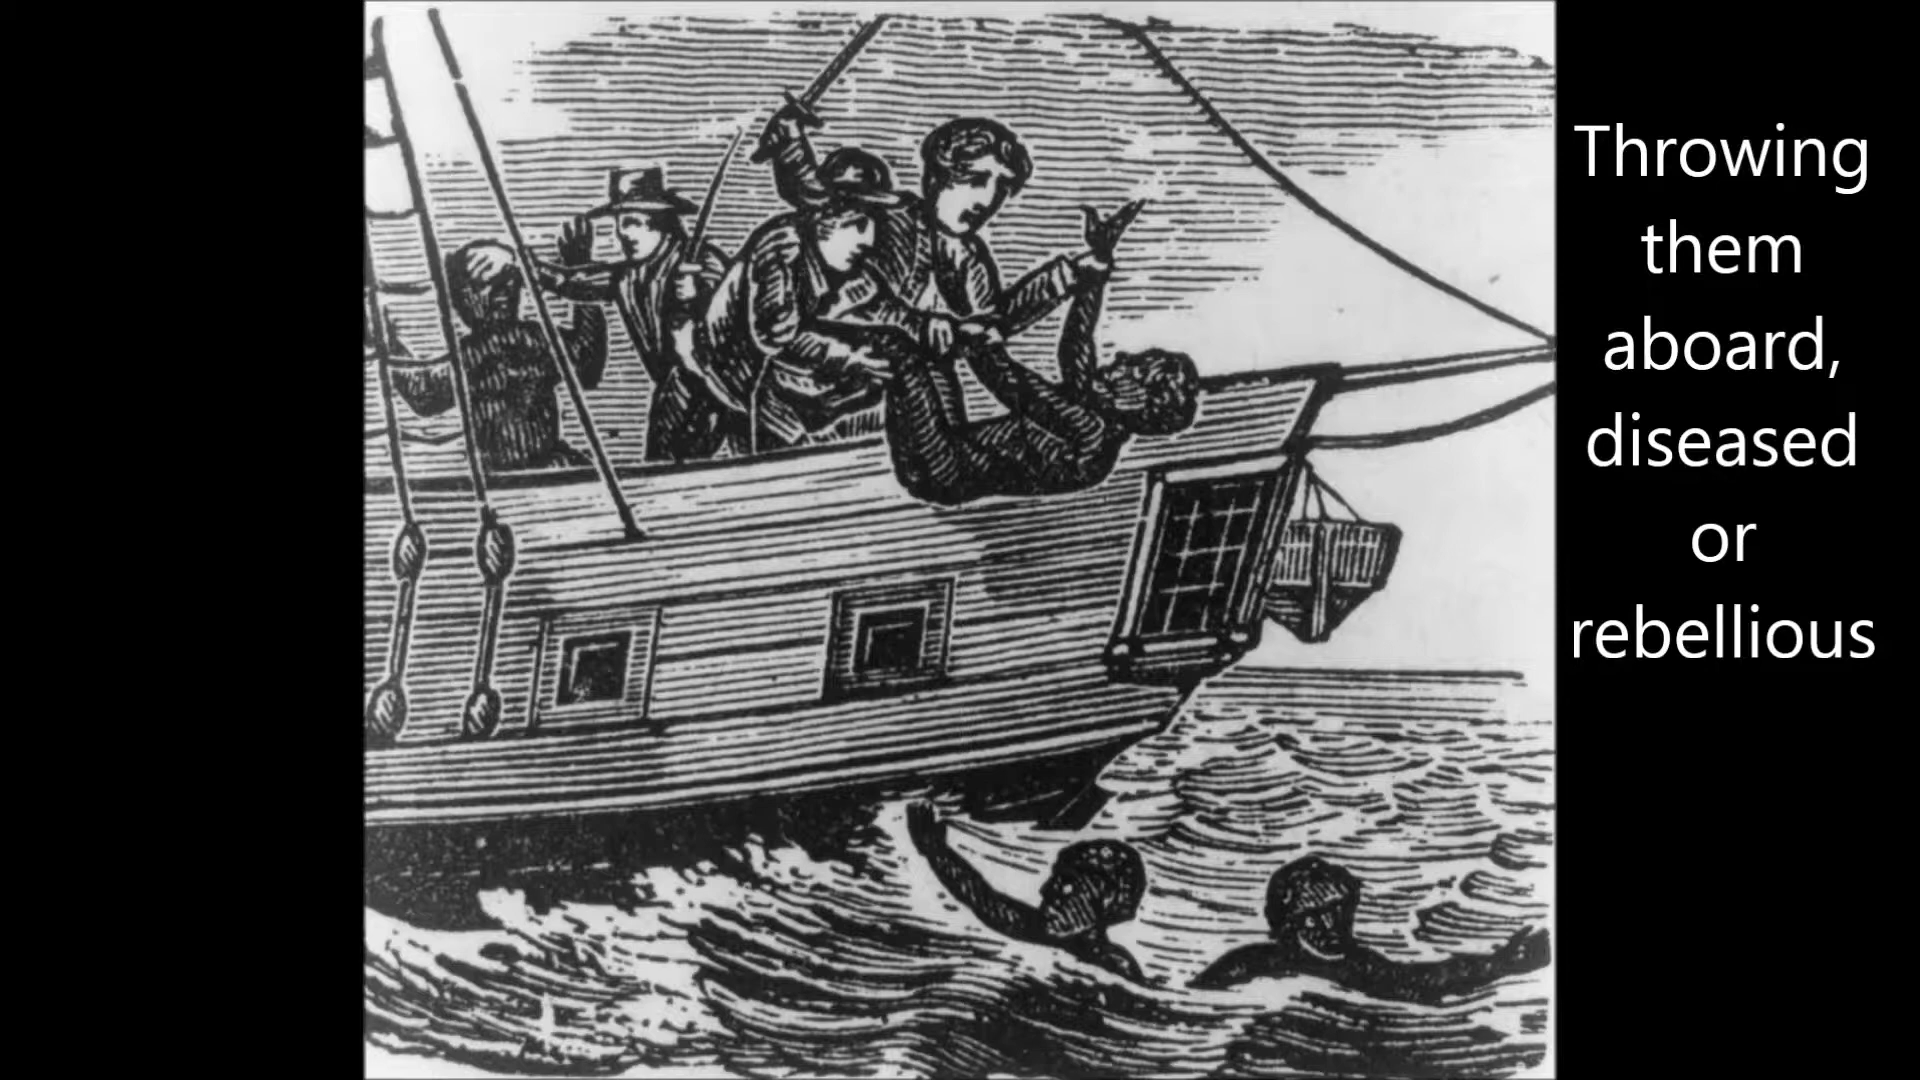 Throwing
them
aboard,
diseased
or
rebellious